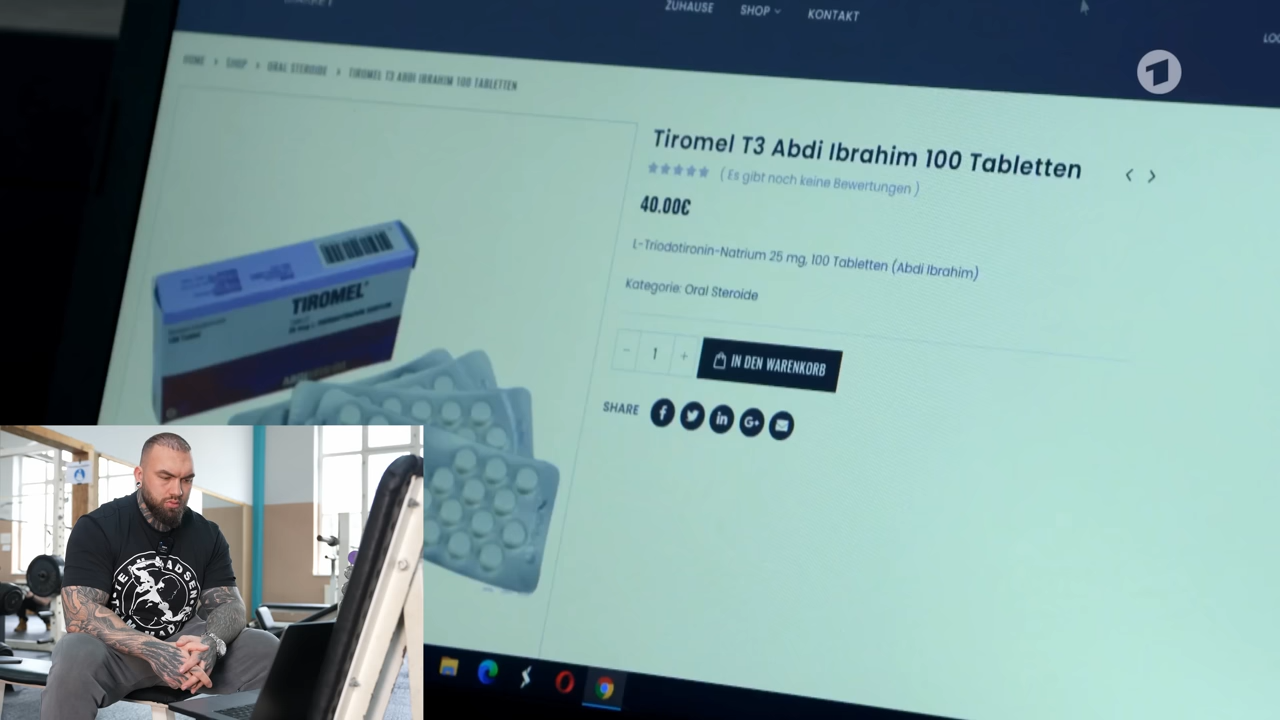 ZUHAUSE
SHOP
KONTAKT
HOME > SHOP > ORAL STEROIDE > TIROMEL T3 ABDI IBRAHIM 100 TABLETTEN
Tiromel T3 Abdi Ibrahim 100 Tabletten
( Es gibt noch keine Bewertungen )
40.00€
L-Triodotironin-Natrium 25 mg, 100 Tabletten (Abdi Ibrahim)
Kategorie: Oral Steroide
- 1 +
IN DEN WARENKORB
SHARE
TIROMEL
TEAM MADSEN